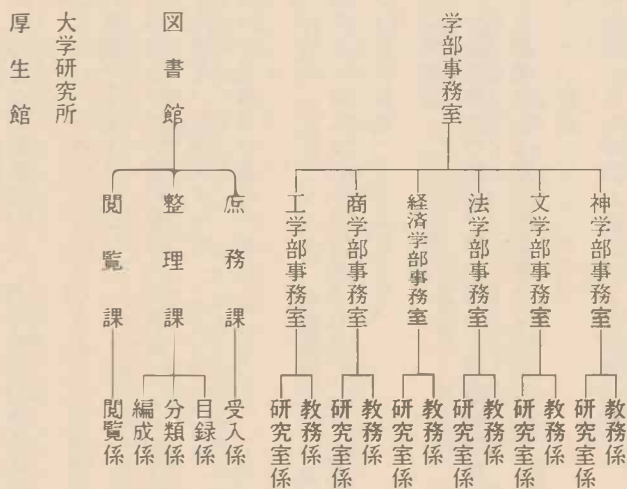 学部事務室
神学部事務室
教務係
研究室係
文学部事務室
教務係
研究室係
法学部事務室
教務係
研究室係
経済学部事務室
教務係
研究室係
商学部事務室
教務係
研究室係
工学部事務室
教務係
研究室係
図書館
庶務課
受入係
整理課
目録係
分類係
編成係
閲覧課
閲覧係
大学研究所
厚生館